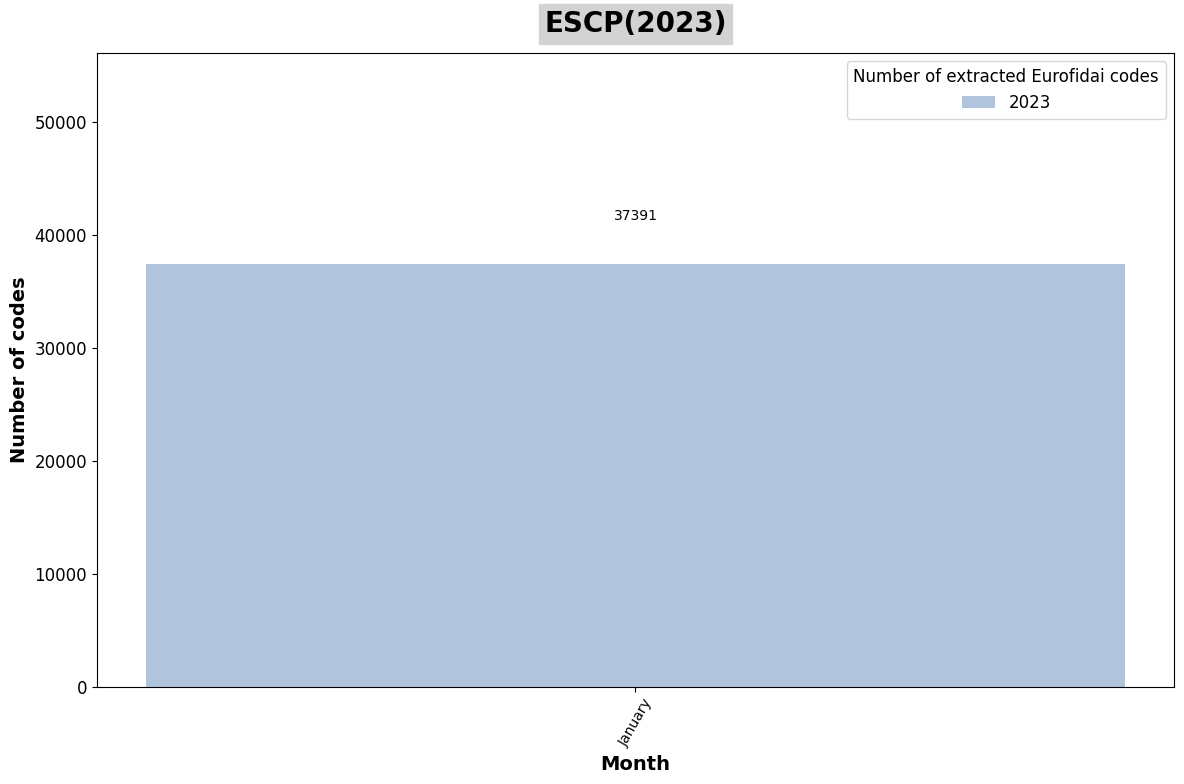 ESCP(2023)
Number of extracted Eurofidai codes
2023
50000
40000
30000
20000
10000
0
Number of codes
37391
January
Month